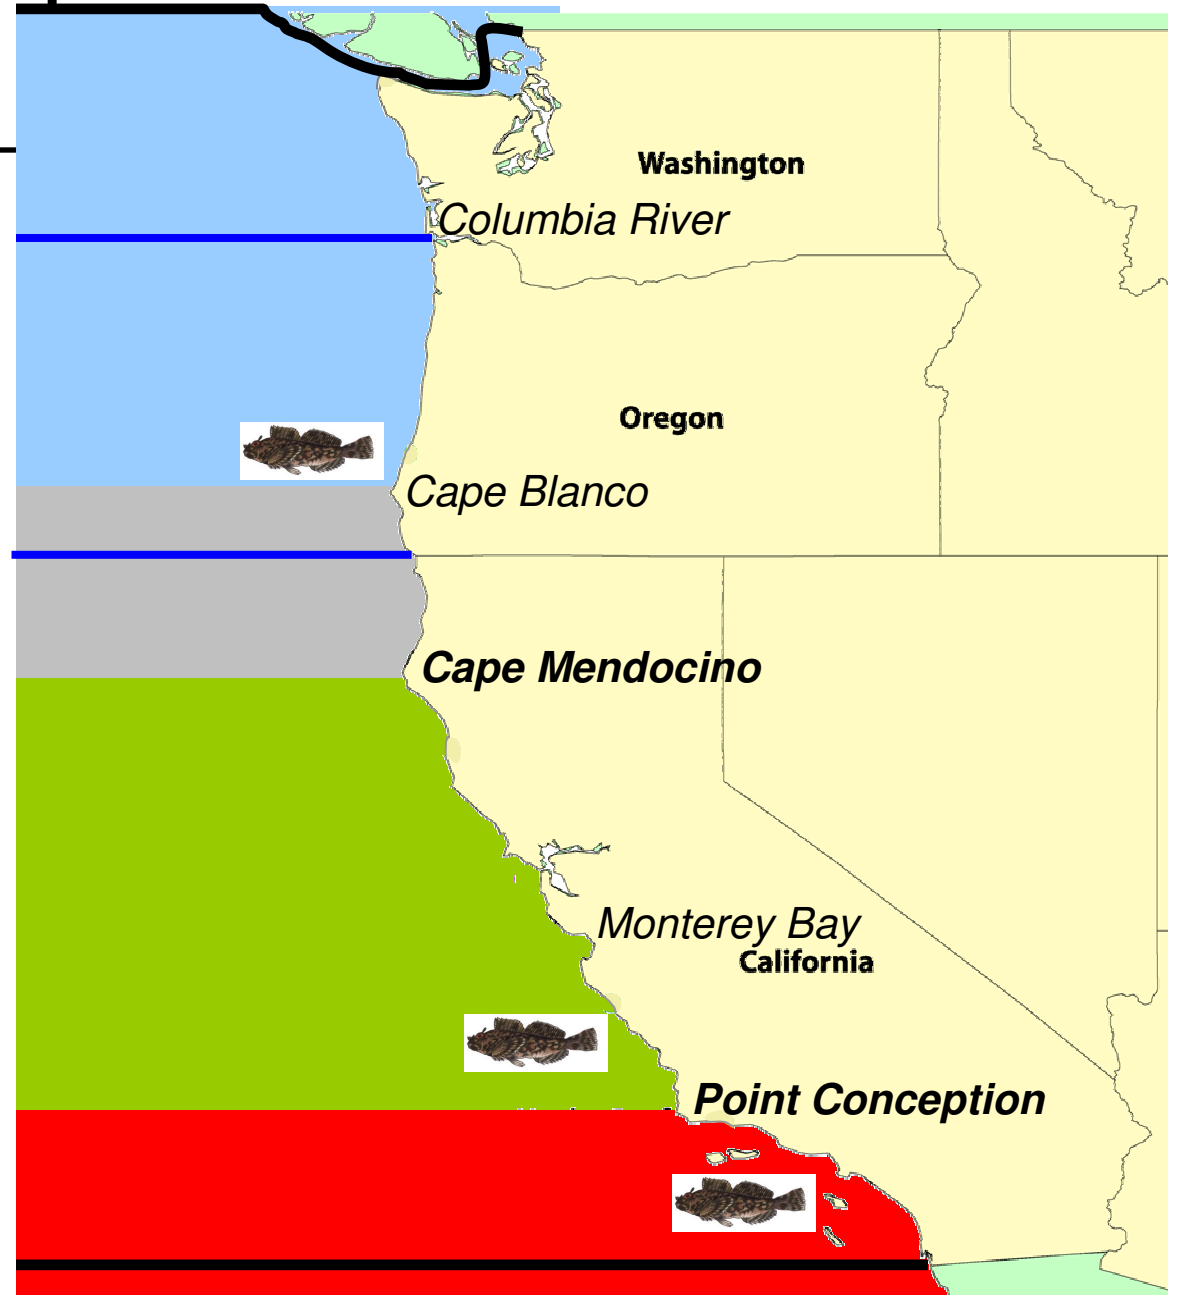 Washington
Columbia River
Oregon
Cape Blanco
Cape Mendocino
Monterey Bay
California
Point Conception